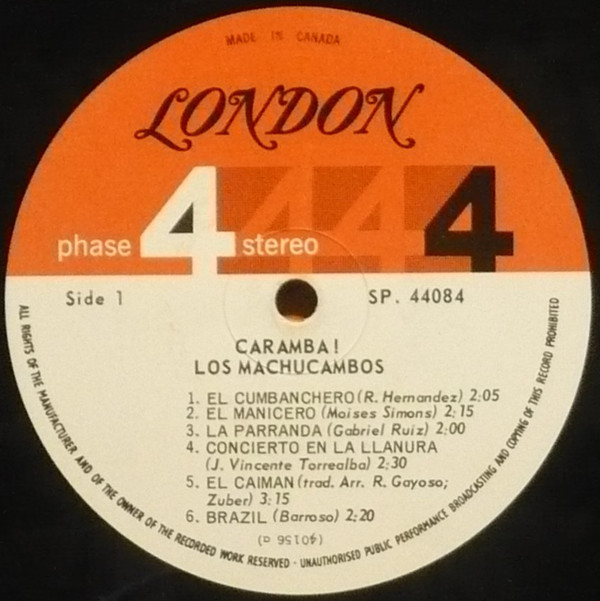 MADE IN CANADA
LONDON
phase 4 stereo 4
Side 1
SP. 44084
CARAMBA!
LOS MACHUCAMBOS
1. EL CUMBANCHERO (R. Hernandez) 2:05
2. EL MANICERO (Moises Simons) 2:15
3. LA PARRANDA (Gabriel Ruiz) 2:00
4. CONCIERTO EN LA LLANURA
(J. Vincente Torrealba) 2:30
5. EL CAIMAN (trad. Arr. R. Gayoso;
Zuber) 3:15
6. BRAZIL (Barroso) 2:20
(40156 a)
ALL RIGHTS OF THE MANUFACTURER AND OF THE OWNER OF THE RECORDED WORK RESERVED · UNAUTHORISED PUBLIC PERFORMANCE BROADCASTING AND COPYING OF THIS RECORD PROHIBITED